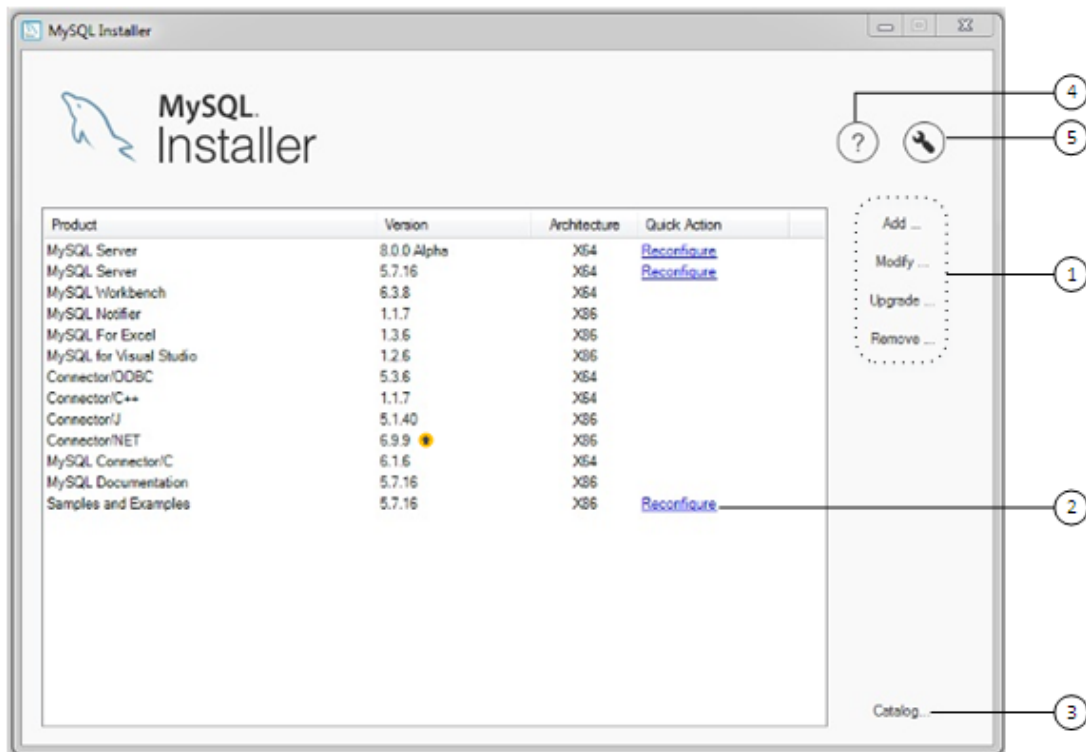 MySQL Installer
4
MySQL.
Installer
?
5
Product Version Architecture Quick Action
Add ...
MySQL Server 8.0.0 Alpha X64 Reconfigure
MySQL Server 5.7.16 X64 Reconfigure
Modify ...
1
MySQL Workbench 6.3.8 X64
MySQL Notifier 1.1.7 X86
Upgrade ...
MySQL For Excel 1.3.6 X86
Remove ...
MySQL for Visual Studio 1.2.6 X86
Connector/ODBC 5.3.6 X64
Connector/C++ 1.1.7 X64
Connector/J 5.1.40 X86
Connector/NET 6.9.9 X86
MySQL Connector/C 6.1.6 X64
MySQL Documentation 5.7.16 X86
Samples and Examples 5.7.16 X86 Reconfigure
2
Catalog...
3